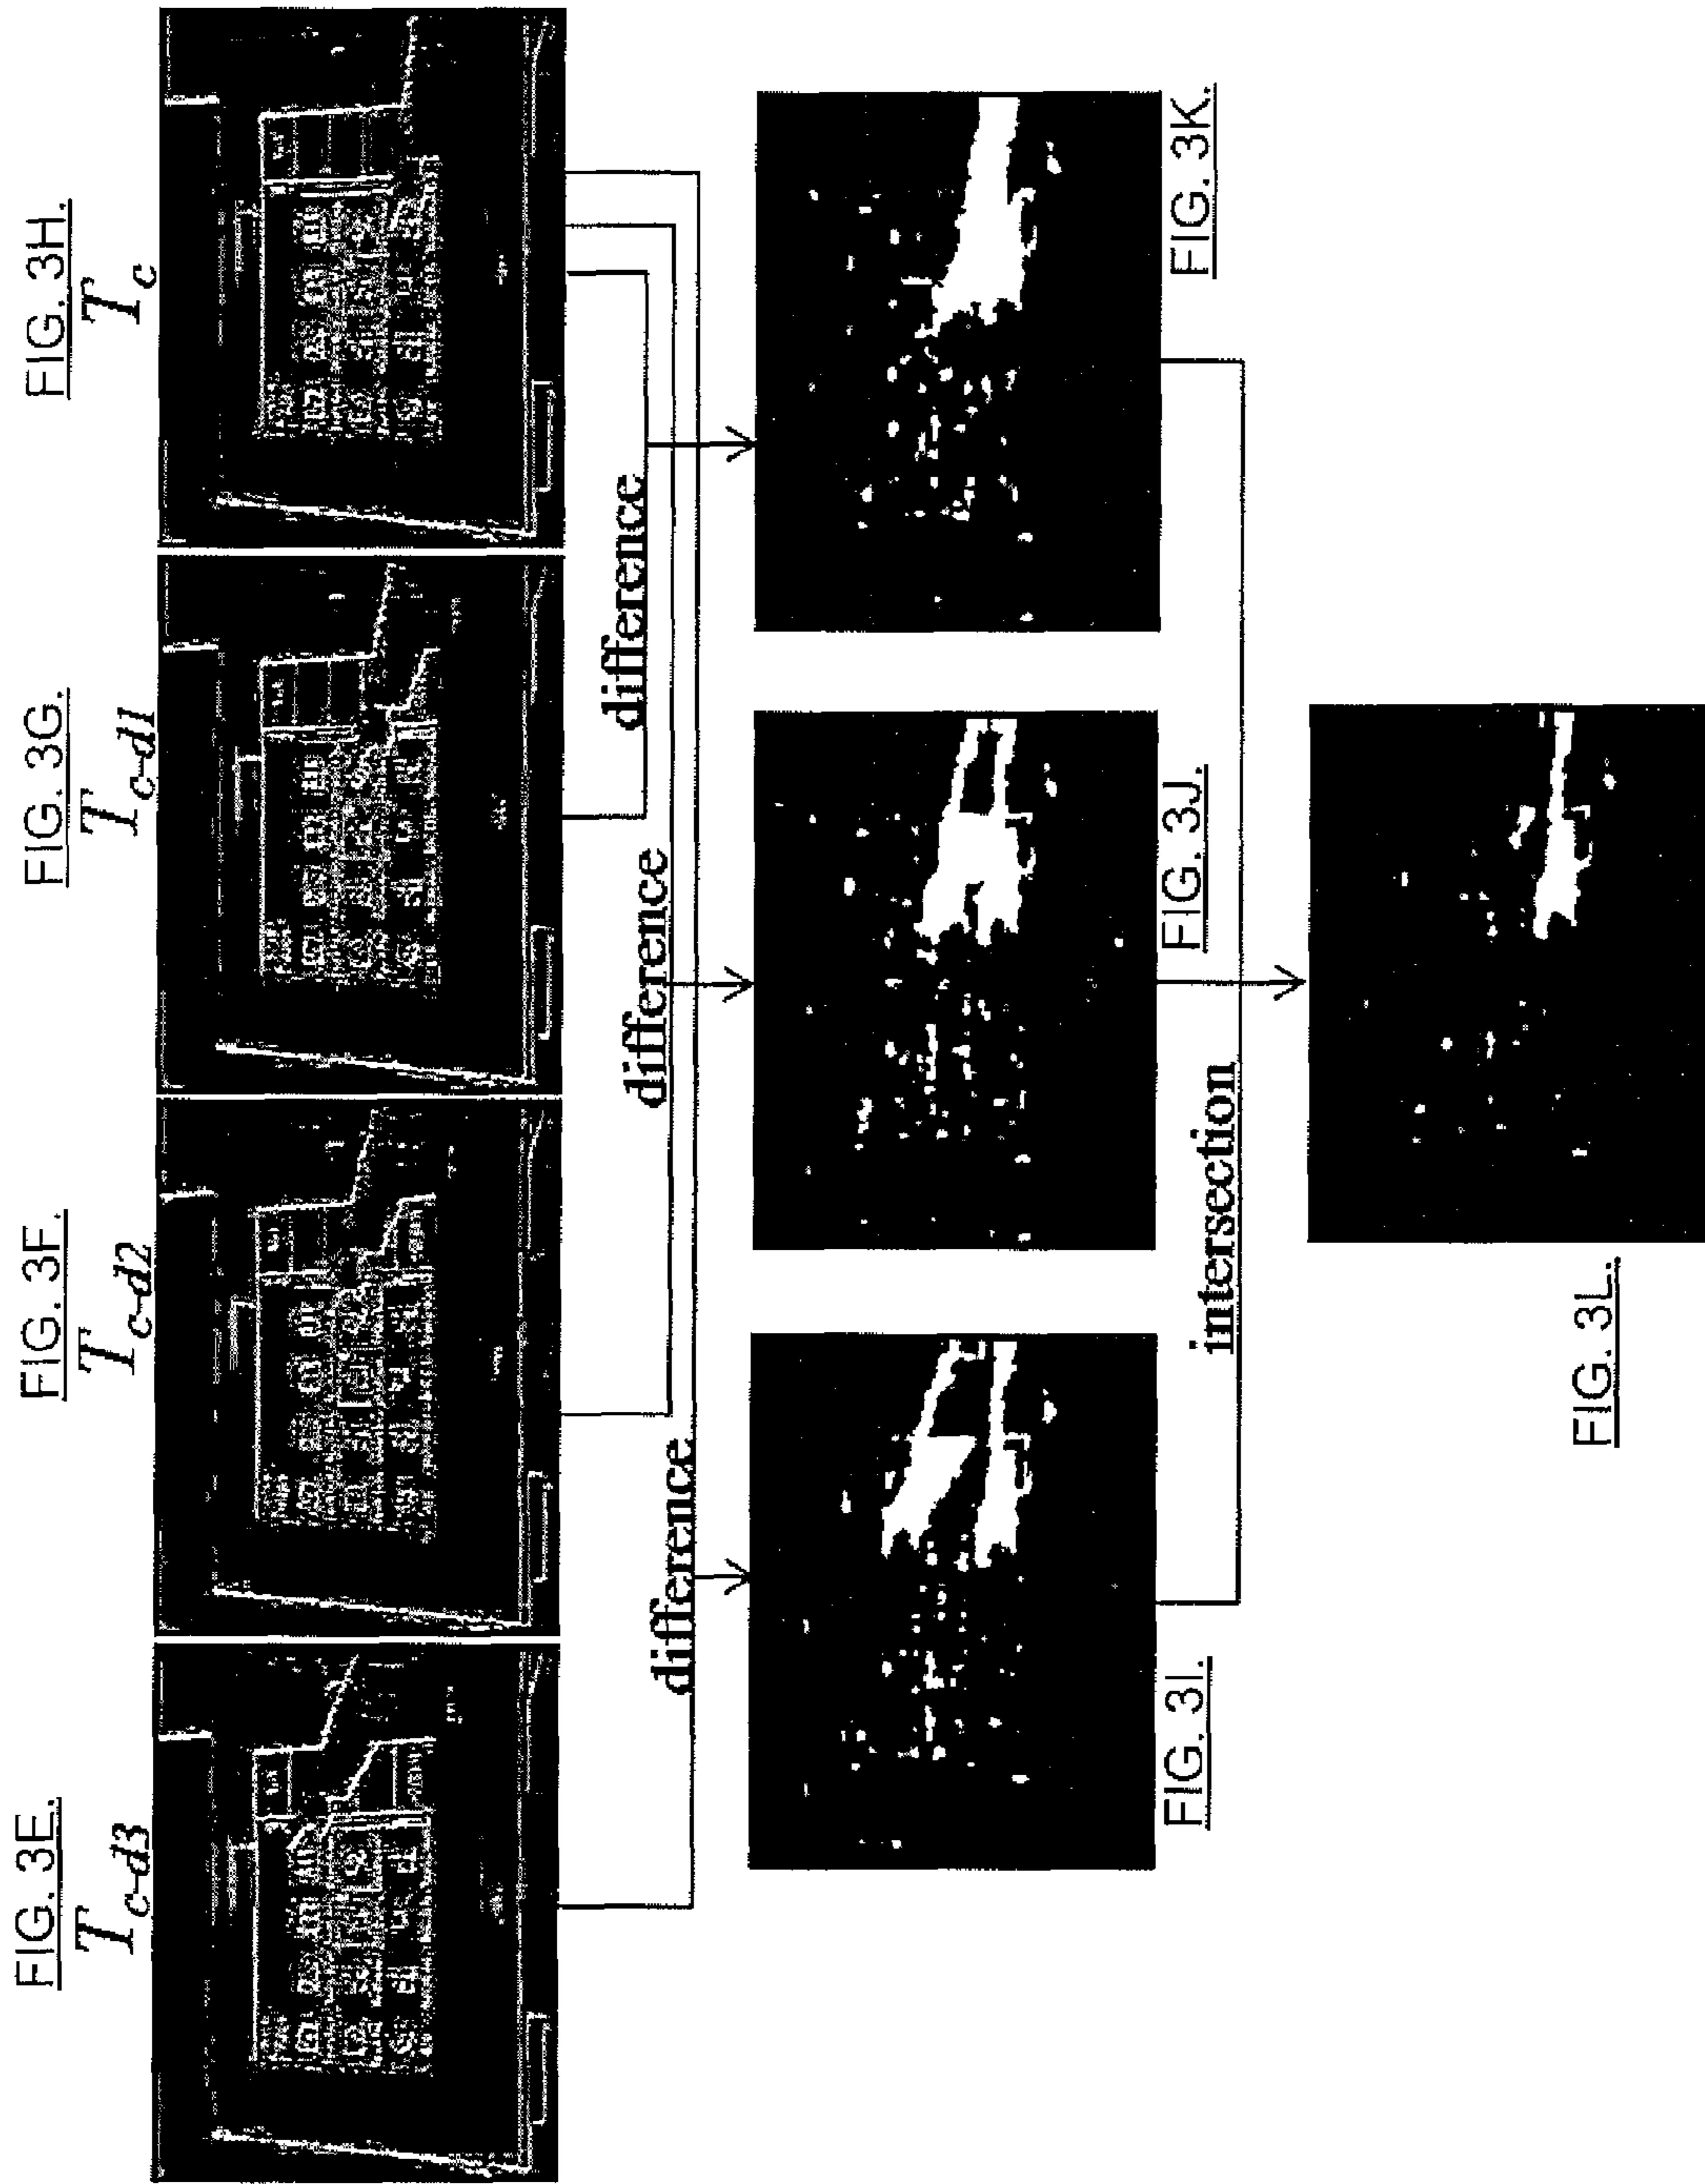 FIG. 3E.
T_{c-d3}
FIG. 3F.
T_{c-d2}
FIG. 3G.
T_{c-d1}
FIG. 3H.
T_c
difference
difference
difference
FIG. 3I.
FIG. 3J.
FIG. 3K.
intersection
FIG. 3L.